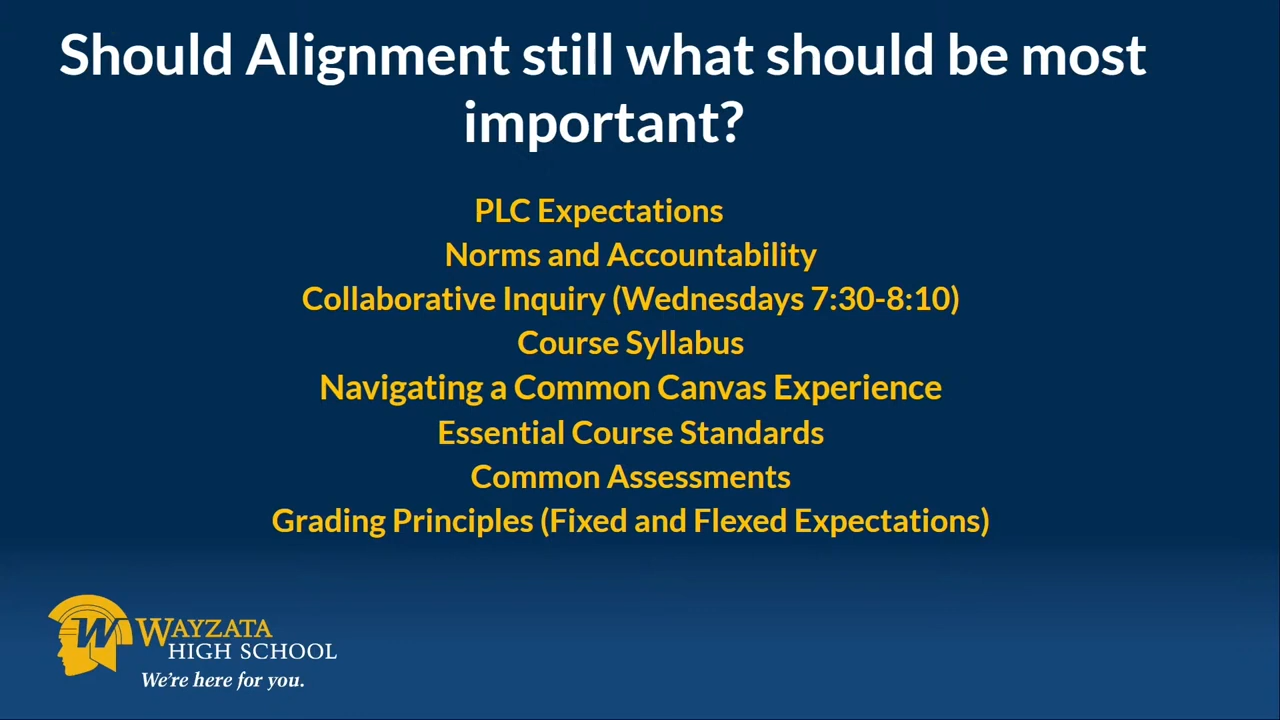 Should Alignment still what should be most
important?
PLC Expectations
Norms and Accountability
Collaborative Inquiry (Wednesdays 7:30-8:10)
Course Syllabus
Navigating a Common Canvas Experience
Essential Course Standards
Common Assessments
Grading Principles (Fixed and Flexed Expectations)
W
WAYZATA
HIGH SCHOOL
We're here for you.